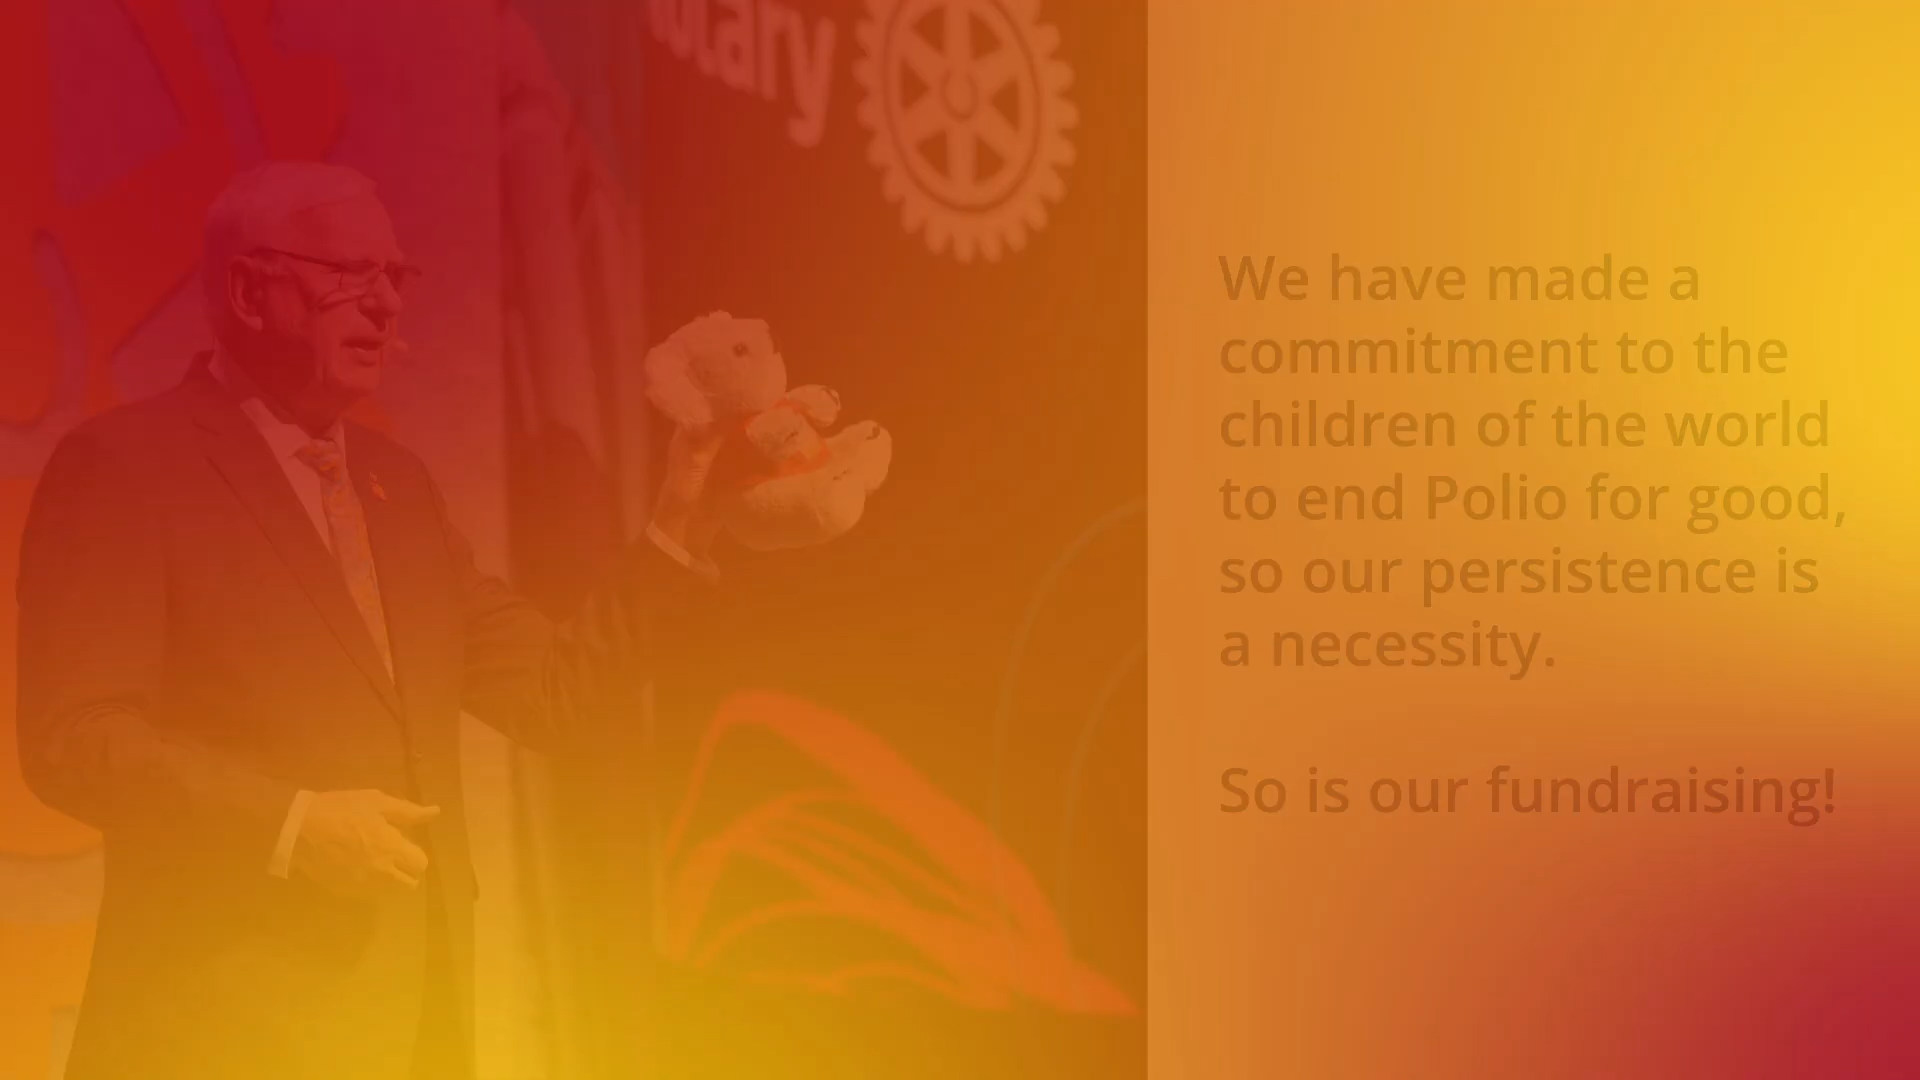 otary
We have made a
commitment to the
children of the world
to end Polio for good,
so our persistence is
a necessity.
So is our fundraising!